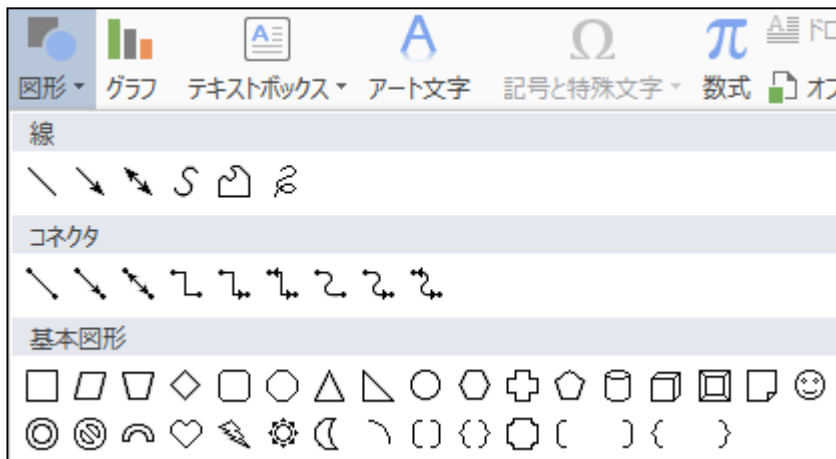 ドロ
図形 グラフ テキストボックス アート文字 記号と特殊文字 数式 オブ
線
コネクタ
基本図形